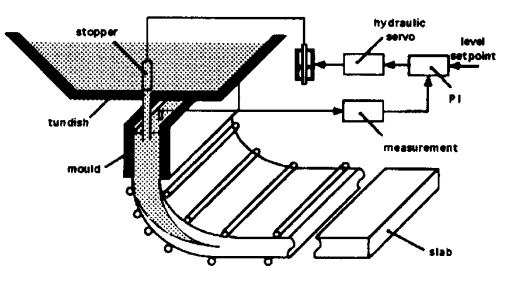 stopper
hydraulic
servo
level
setpoint
PI
tundish
measurement
mould
slab